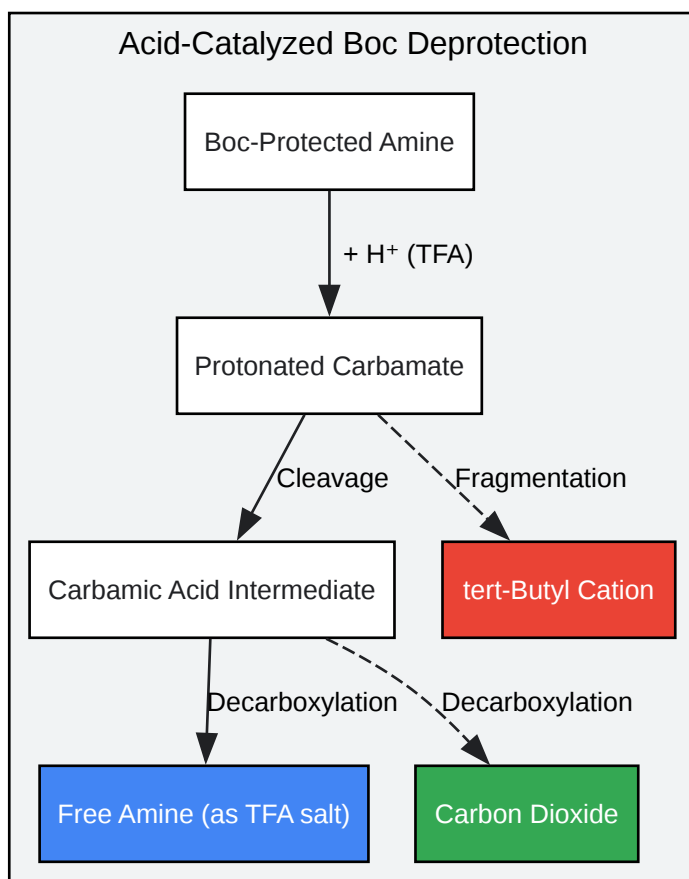 Acid-Catalyzed Boc Deprotection
Boc-Protected Amine
+ H⁺ (TFA)
Protonated Carbamate
Cleavage
Fragmentation
Carbamic Acid Intermediate
tert-Butyl Cation
Decarboxylation
Decarboxylation
Free Amine (as TFA salt)
Carbon Dioxide